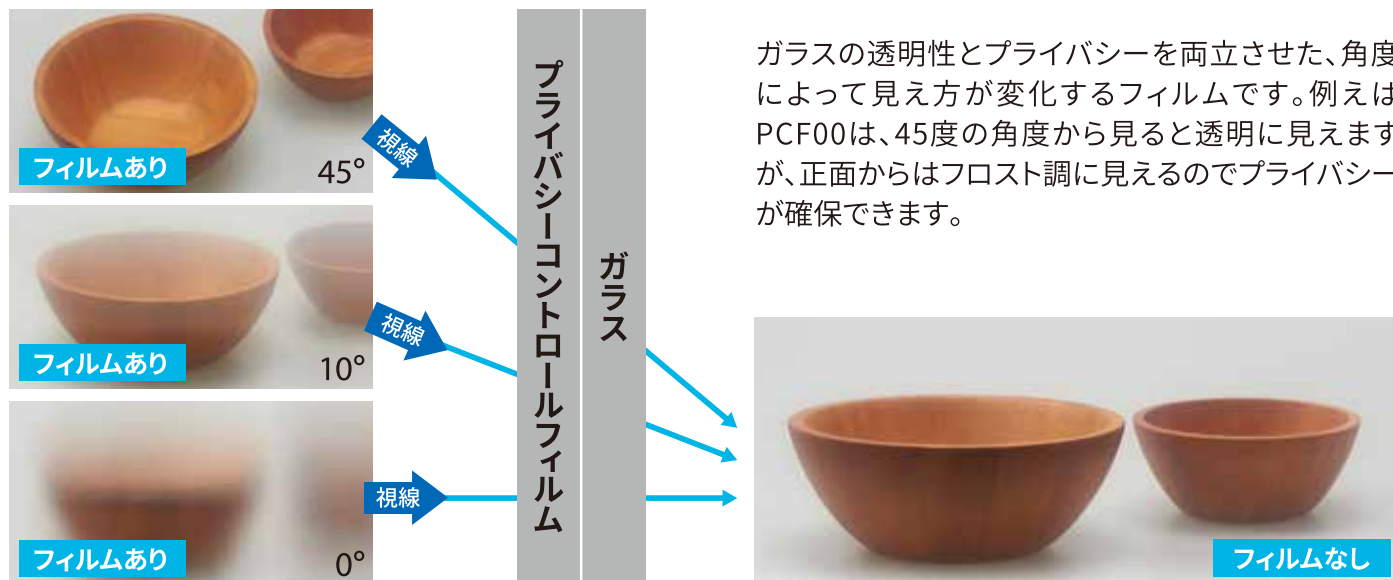 フィルムあり
45°
視線
フィルムあり
10°
視線
フィルムあり
0°
視線
プライバシーコントロールフィルム
ガラス
ガラスの透明性とプライバシーを両立させた、角度
によって見え方が変化するフィルムです。例えば
PCF00は、45度の角度から見ると透明に見えます
が、正面からはフロスト調に見えるのでプライバシー
が確保できます。
フィルムなし